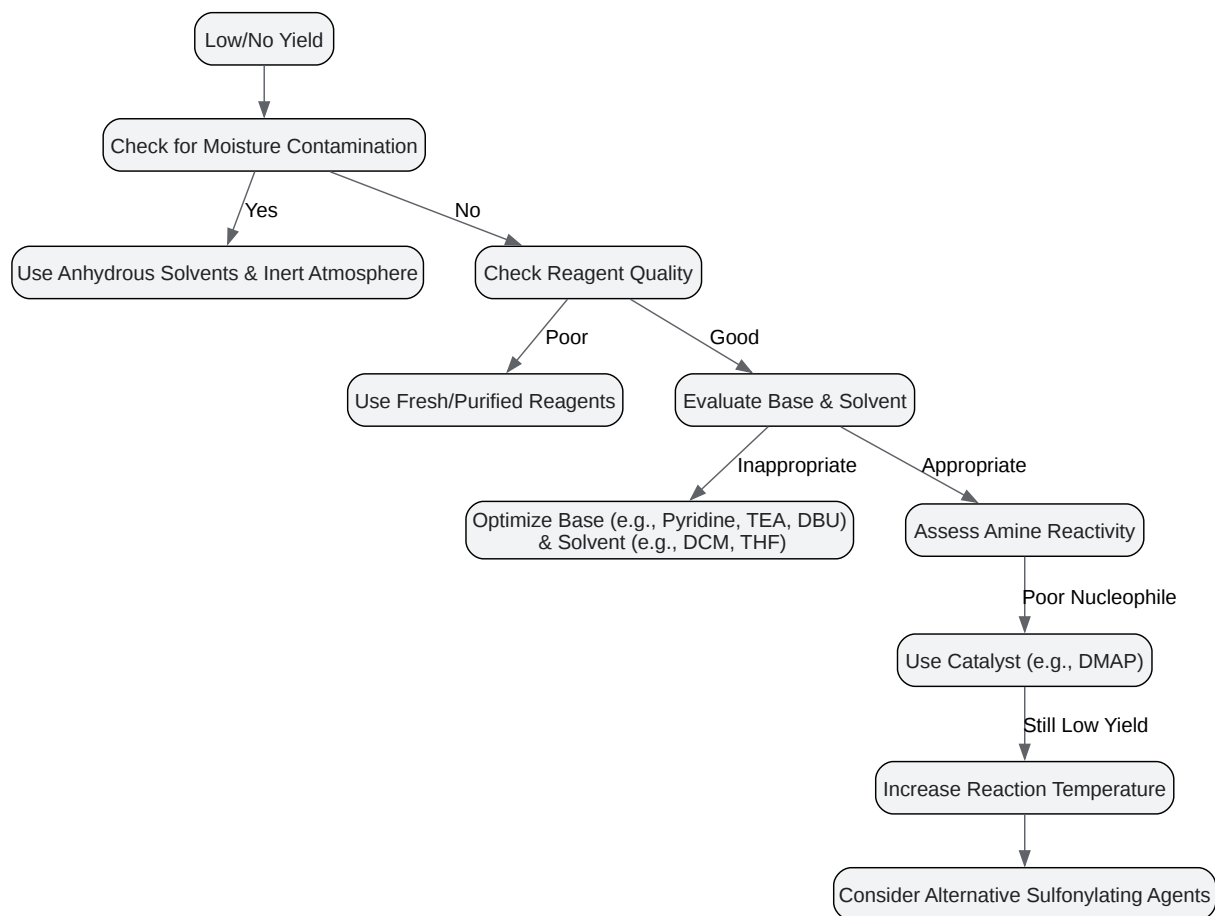 Low/No Yield
Check for Moisture Contamination
Yes
No
Use Anhydrous Solvents & Inert Atmosphere
Check Reagent Quality
Poor
Good
Use Fresh/Purified Reagents
Evaluate Base & Solvent
Inappropriate
Appropriate
Optimize Base (e.g., Pyridine, TEA, DBU)
& Solvent (e.g., DCM, THF)
Assess Amine Reactivity
Poor Nucleophile
Use Catalyst (e.g., DMAP)
Still Low Yield
Increase Reaction Temperature
Consider Alternative Sulfonylating Agents